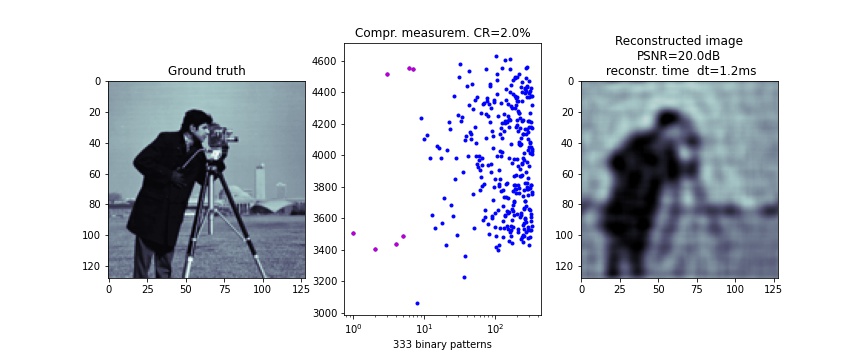 Ground truth
0
20
40
60
80
100
120
0 25 50 75 100 125
Compr. measurem. CR=2.0%
4600
4400
4200
4000
3800
3600
3400
3200
3000
10⁰ 10¹ 10²
333 binary patterns
Reconstructed image
PSNR=20.0dB
reconstr. time dt=1.2ms
0
20
40
60
80
100
120
0 25 50 75 100 125